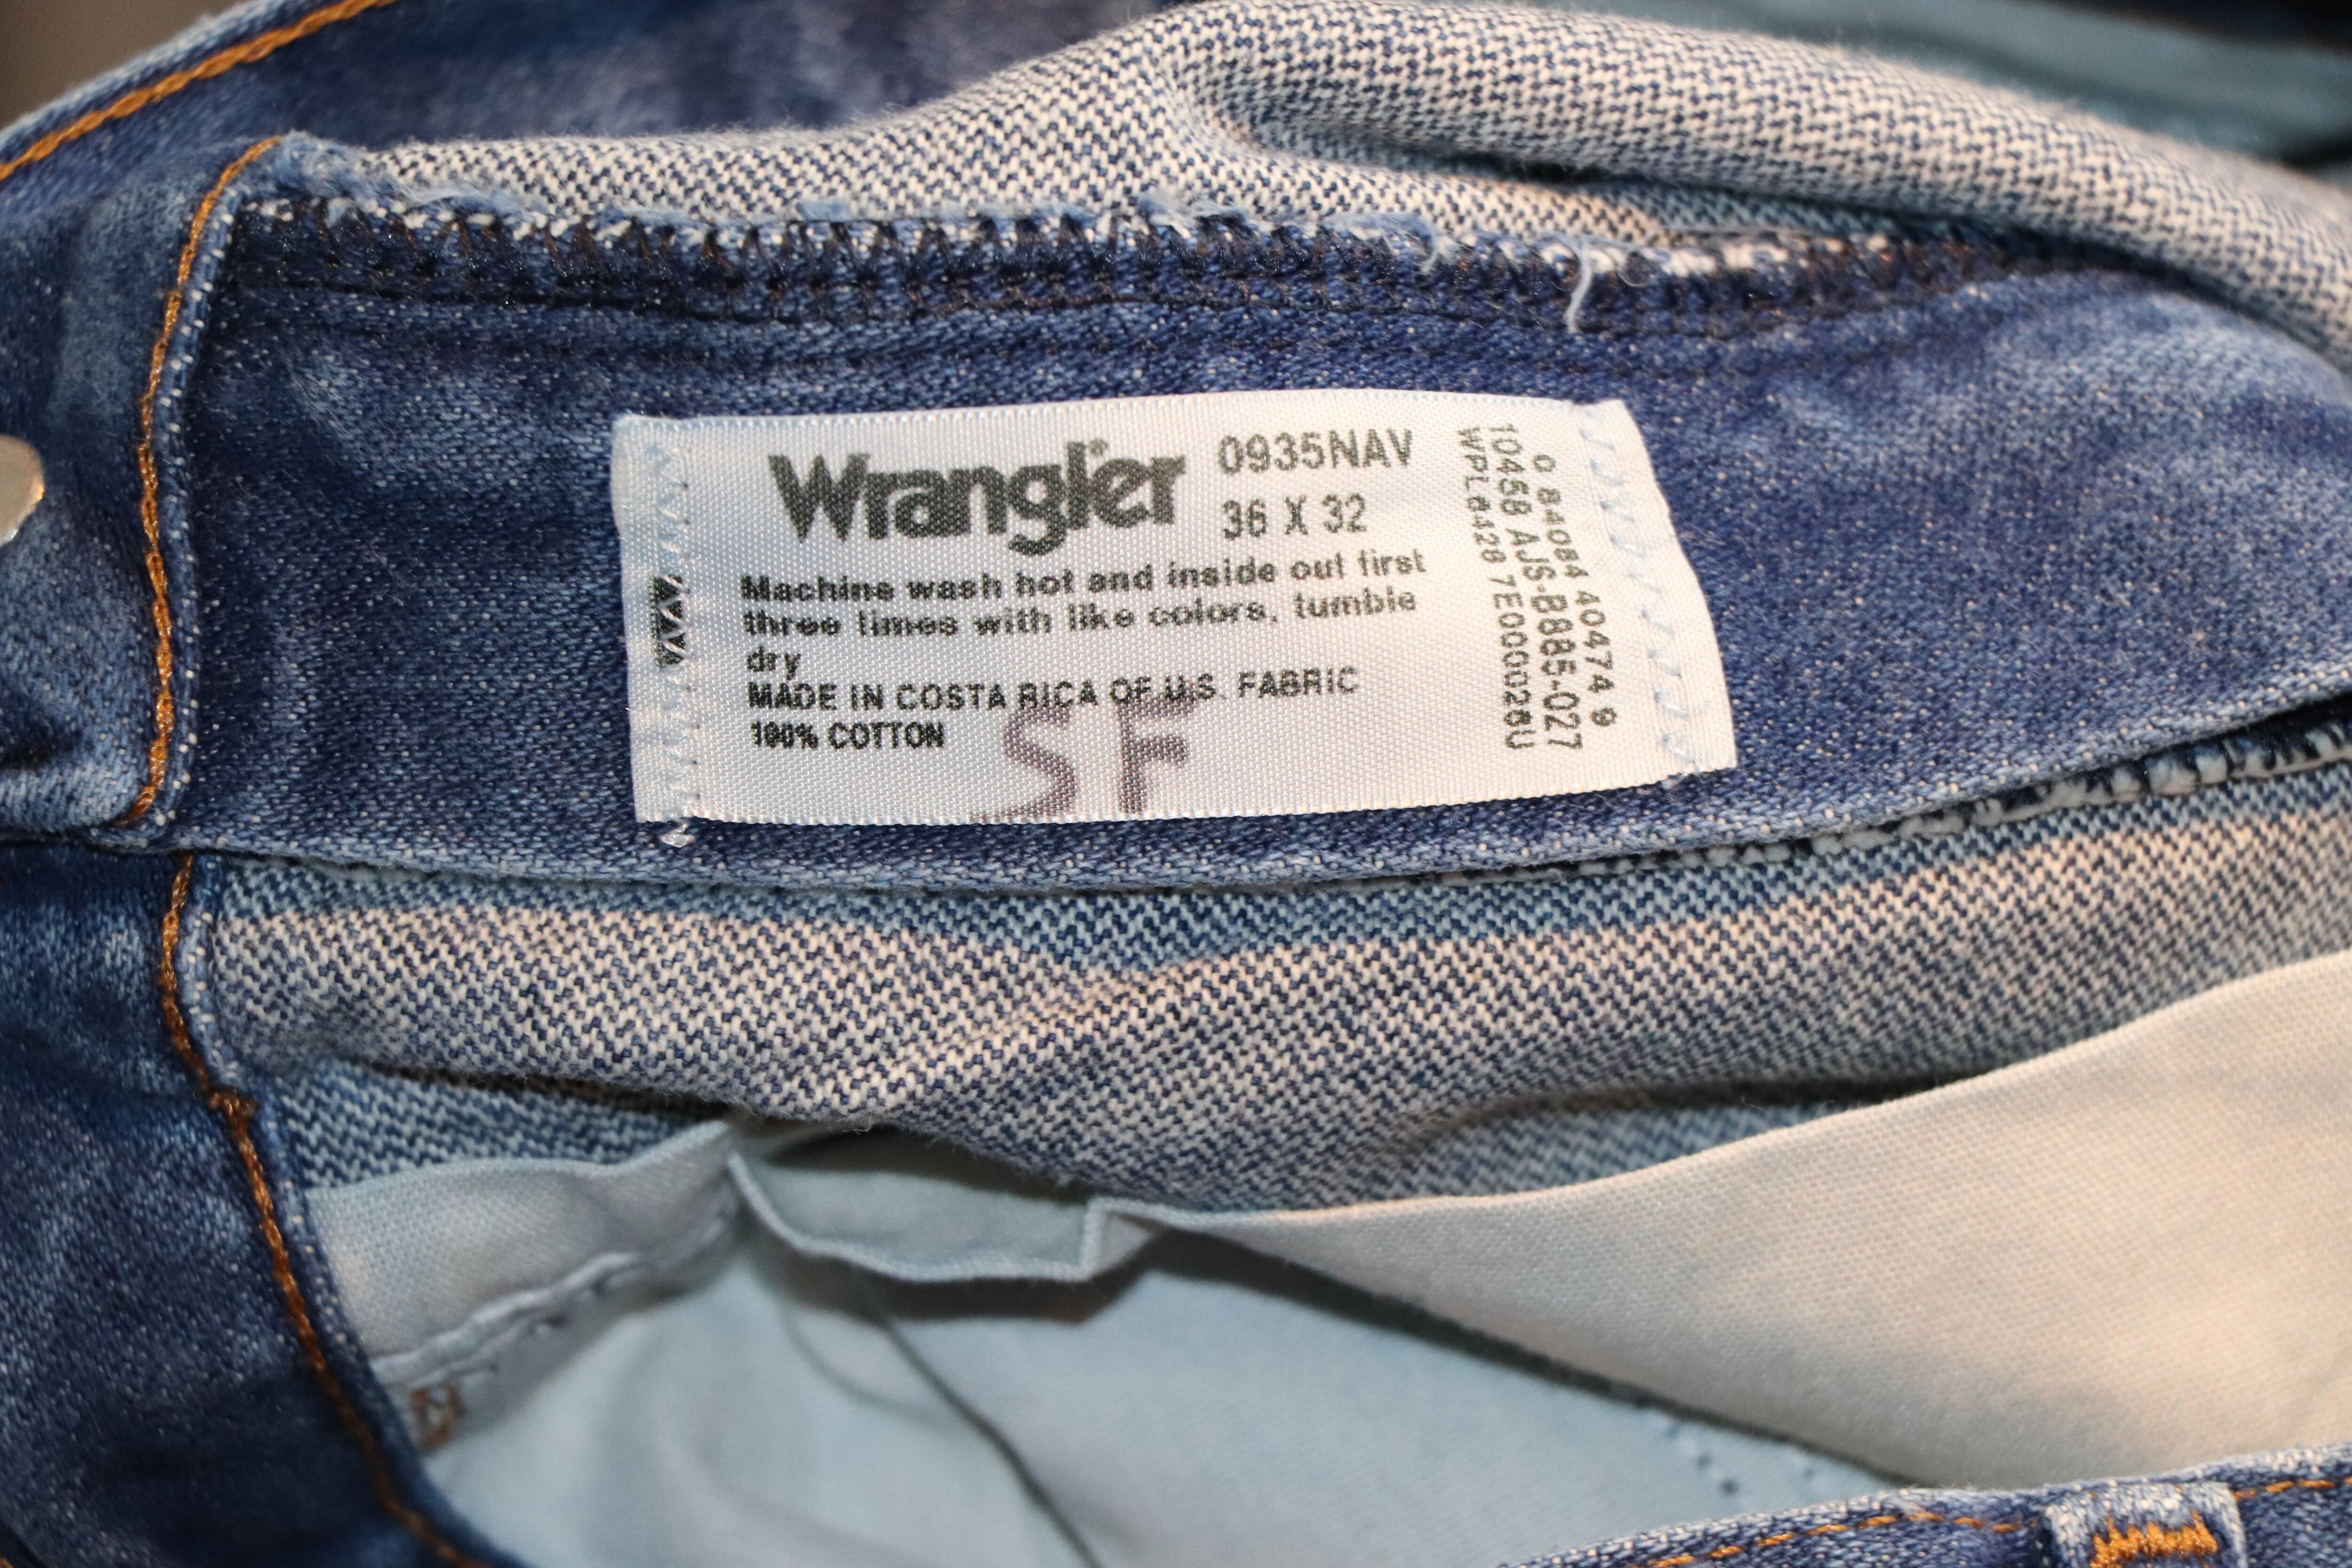 Wrangler
0935NAV
36 X 32
Machine wash hot and inside out first
three times with like colors, tumble
dry
MADE IN COSTA RICA OF U.S. FABRIC
100% COTTON
SF
0 84084 40474 9
10458 AJS-B885-027
WPL8428 7E000028U